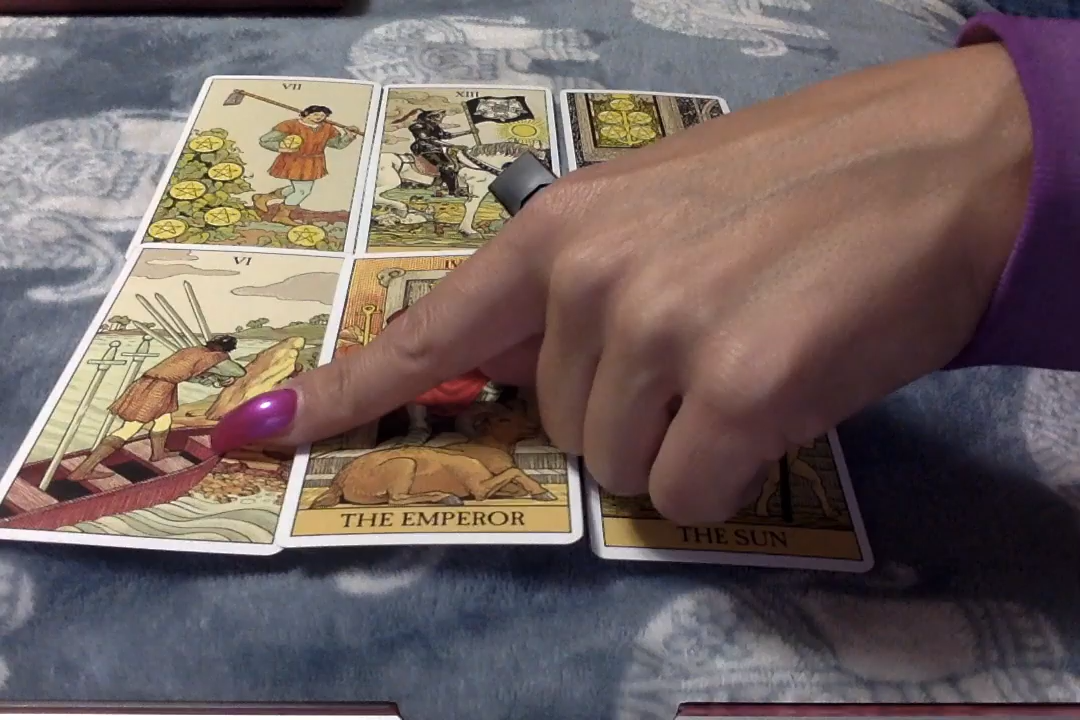 VII
XIII
VI
THE EMPEROR
THE SUN